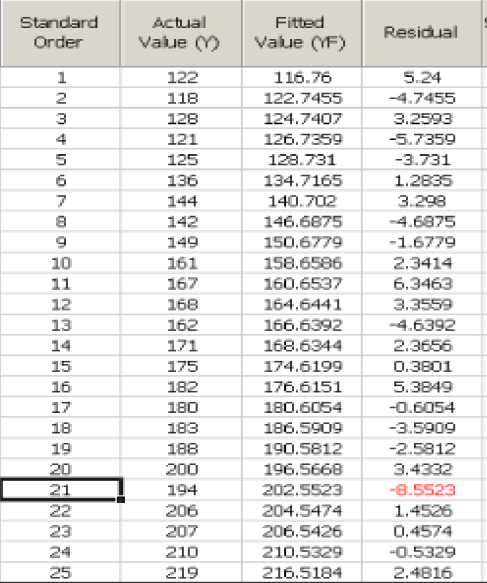 Standard Order Actual Value (Y) Fitted Value (YF) Residual
1 122 116.76 5.24
2 118 122.7455 -4.7455
3 128 124.7407 3.2593
4 121 126.7359 -5.7359
5 125 128.731 -3.731
6 136 134.7165 1.2835
7 144 140.702 3.298
8 142 146.6875 -4.6875
9 149 150.6779 -1.6779
10 161 158.6586 2.3414
11 167 160.6537 6.3463
12 168 164.6441 3.3559
13 162 166.6392 -4.6392
14 171 168.6344 2.3656
15 175 174.6199 0.3801
16 182 176.6151 5.3849
17 180 180.6054 -0.6054
18 183 186.5909 -3.5909
19 188 190.5812 -2.5812
20 200 196.5668 3.4332
21 194 202.5523 -8.5523
22 206 204.5474 1.4526
23 207 206.5426 0.4574
24 210 210.5329 -0.5329
25 219 216.5184 2.4816